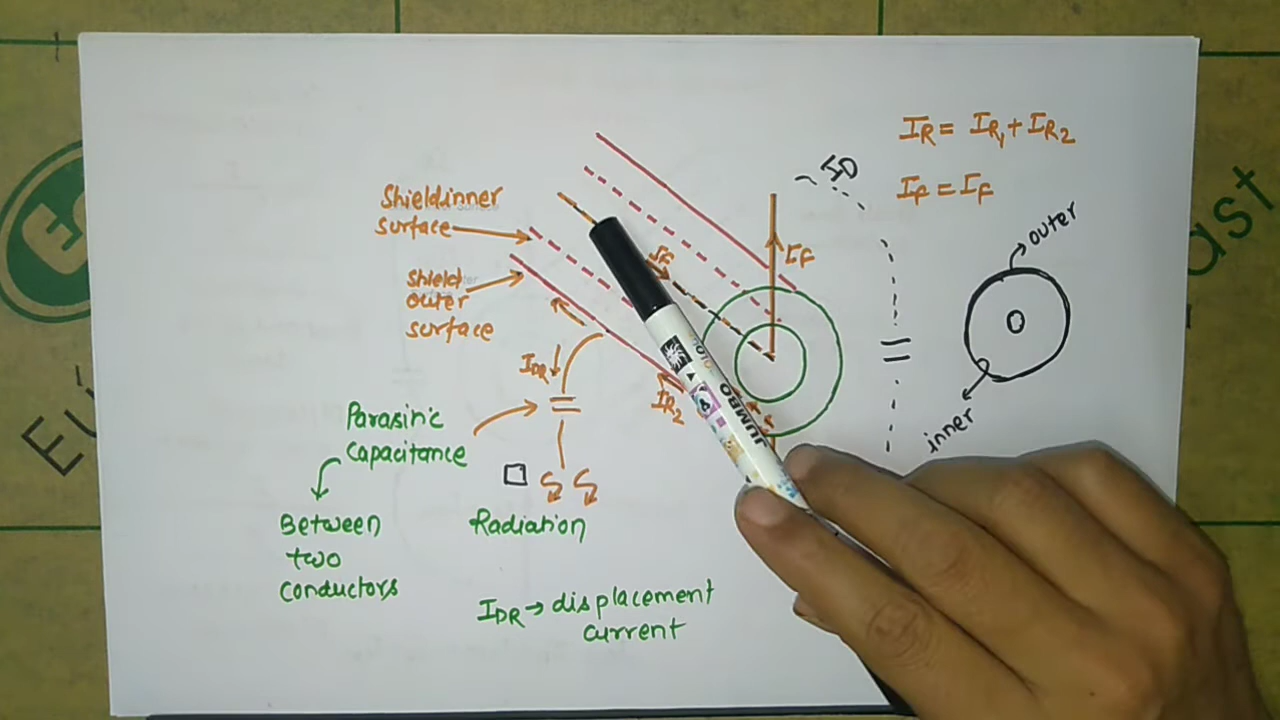 IR = IR1 + IR2
IF = IF
ID
outer
inner
Shield inner
surface
Shield
outer
surface
IF
IF
IDR
IR2
Parasitic
Capacitance
Between
two
conductors
Radiation
IDR → displacement
current
JUMBO